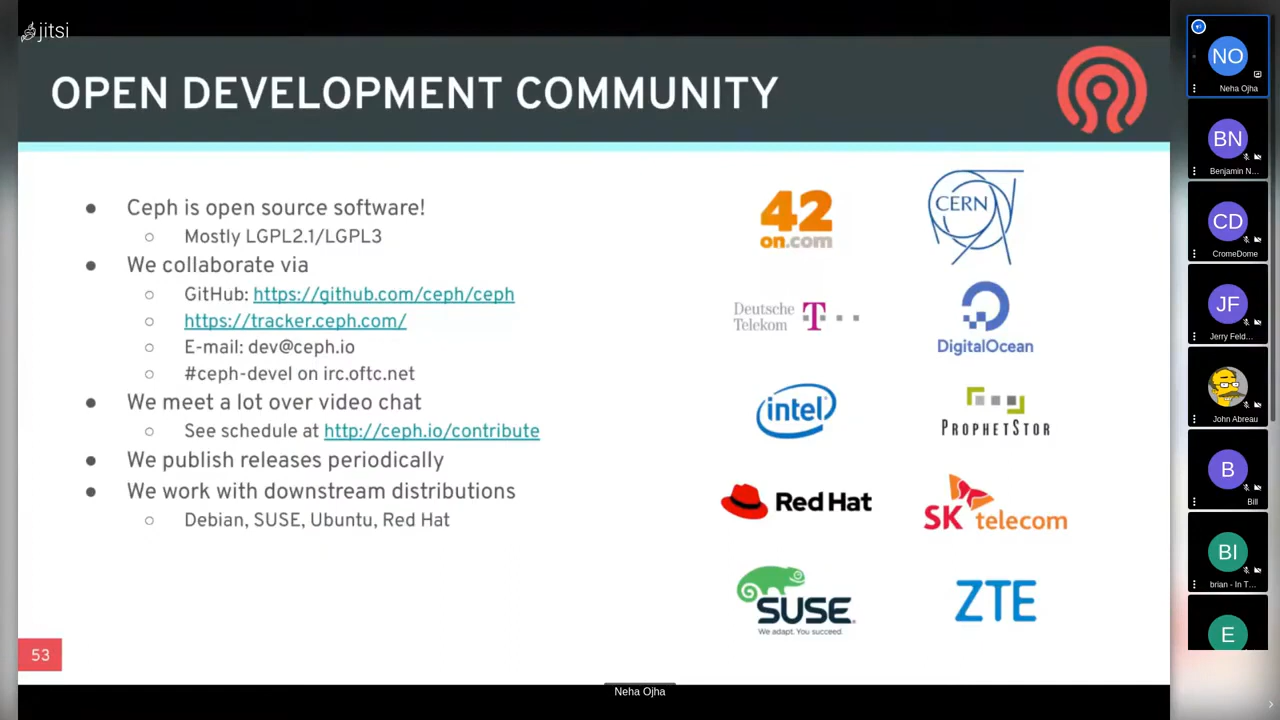 jitsi
OPEN DEVELOPMENT COMMUNITY
● Ceph is open source software!
○ Mostly LGPL2.1/LGPL3
● We collaborate via
○ GitHub: https://github.com/ceph/ceph
○ https://tracker.ceph.com/
○ E-mail: dev@ceph.io
○ #ceph-devel on irc.oftc.net
● We meet a lot over video chat
○ See schedule at http://ceph.io/contribute
● We publish releases periodically
● We work with downstream distributions
○ Debian, SUSE, Ubuntu, Red Hat
42
on.com
CERN
Deutsche
Telekom
T
DigitalOcean
intel
PROPHETSTOR
Red Hat
SK telecom
SUSE
We adapt. You succeed.
ZTE
53
Neha Ojha
NO
Neha Ojha
BN
Benjamin N...
CD
CromeDome
JF
Jerry Feld...
John Abreau
B
Bill
BI
brian - In T...
E